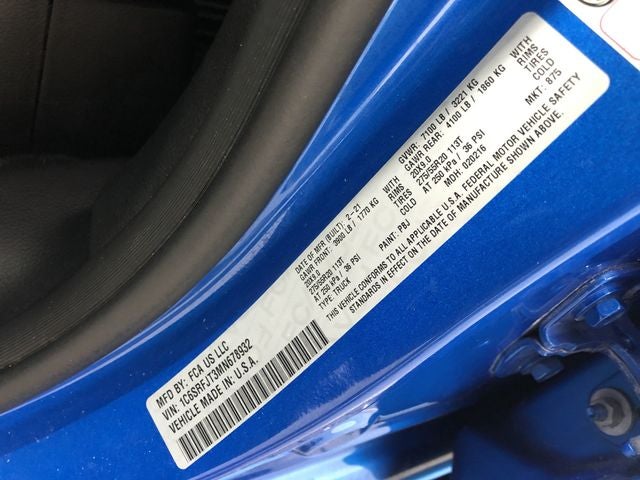 MFD BY: FCA US LLC
DATE OF MFR (BUILT): 2-21
GVWR: 7100 LB / 3221 KG
GAWR FRONT: 3900 LB / 1770 KG WITH
GAWR REAR: 4100 LB / 1860 KG WITH
20X9.0 RIMS
20X9.0 RIMS
275/55R20 113T TIRES
275/55R20 113T TIRES
AT 250 kPa / 36 PSI COLD
AT 250 kPa / 36 PSI COLD
VIN: 1C6SRFJT3MN678932
TYPE: TRUCK
PAINT: PBJ
MDH: 020216
MKT: 875
VEHICLE MADE IN U.S.A.
THIS VEHICLE CONFORMS TO ALL APPLICABLE U.S.A. FEDERAL MOTOR VEHICLE SAFETY
STANDARDS IN EFFECT ON THE DATE OF MANUFACTURE SHOWN ABOVE.